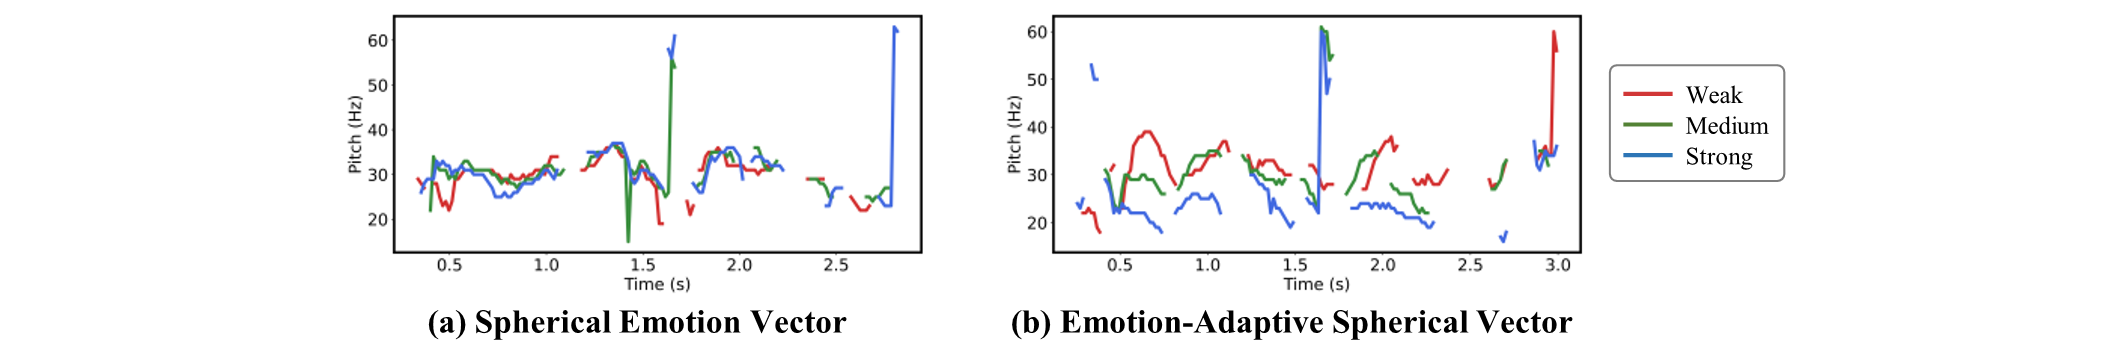 60
50
40
30
20
Pitch (Hz)
0.5 1.0 1.5 2.0 2.5
Time (s)
(a) Spherical Emotion Vector
60
50
40
30
20
Pitch (Hz)
0.5 1.0 1.5 2.0 2.5 3.0
Time (s)
(b) Emotion-Adaptive Spherical Vector
Weak
Medium
Strong